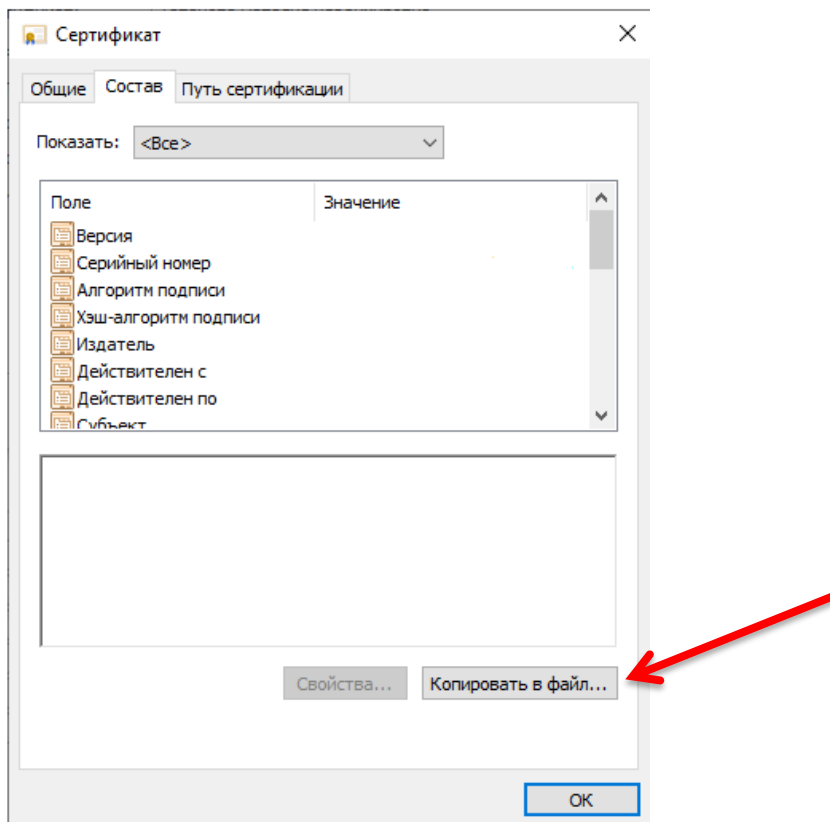 Сертификат
Общие Состав Путь сертификации
Показать: <Все>
Поле Значение
Версия
Серийный номер
Алгоритм подписи
Хэш-алгоритм подписи
Издатель
Действителен с
Действителен по
Субъект
Свойства... Копировать в файл...
OK